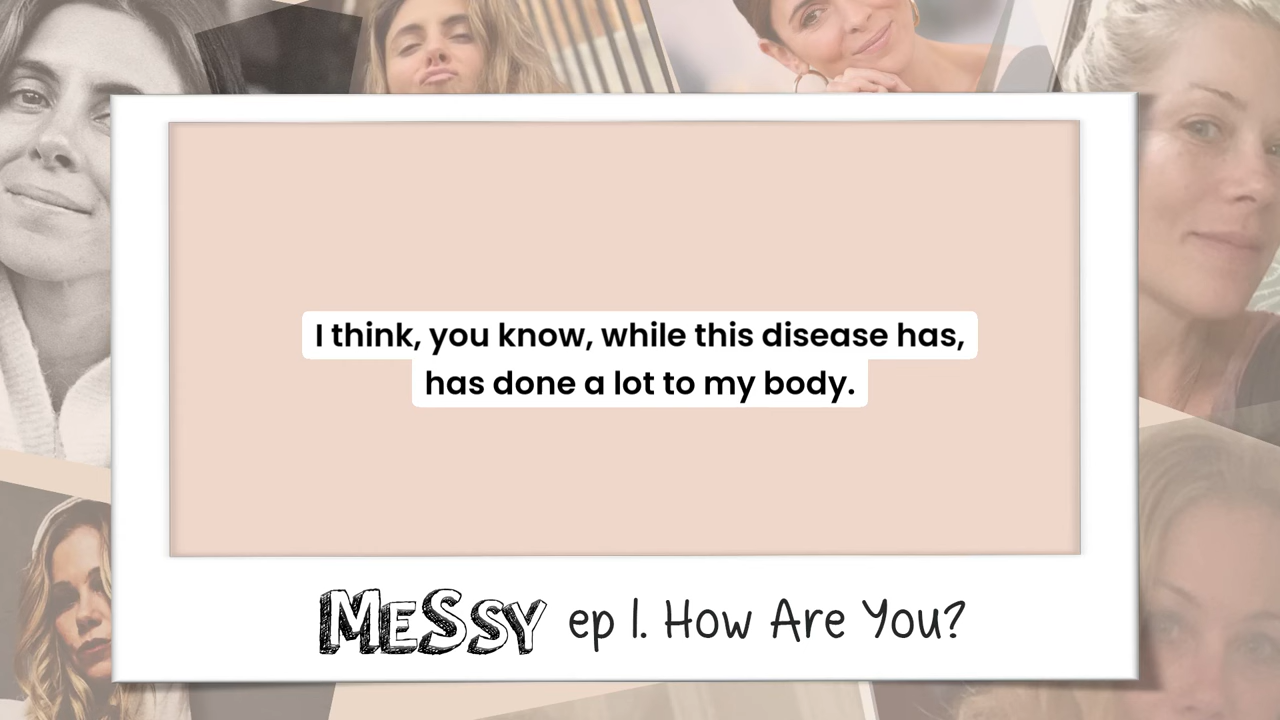 I think, you know, while this disease has,
has done a lot to my body.
MESSY ep 1. How Are You?